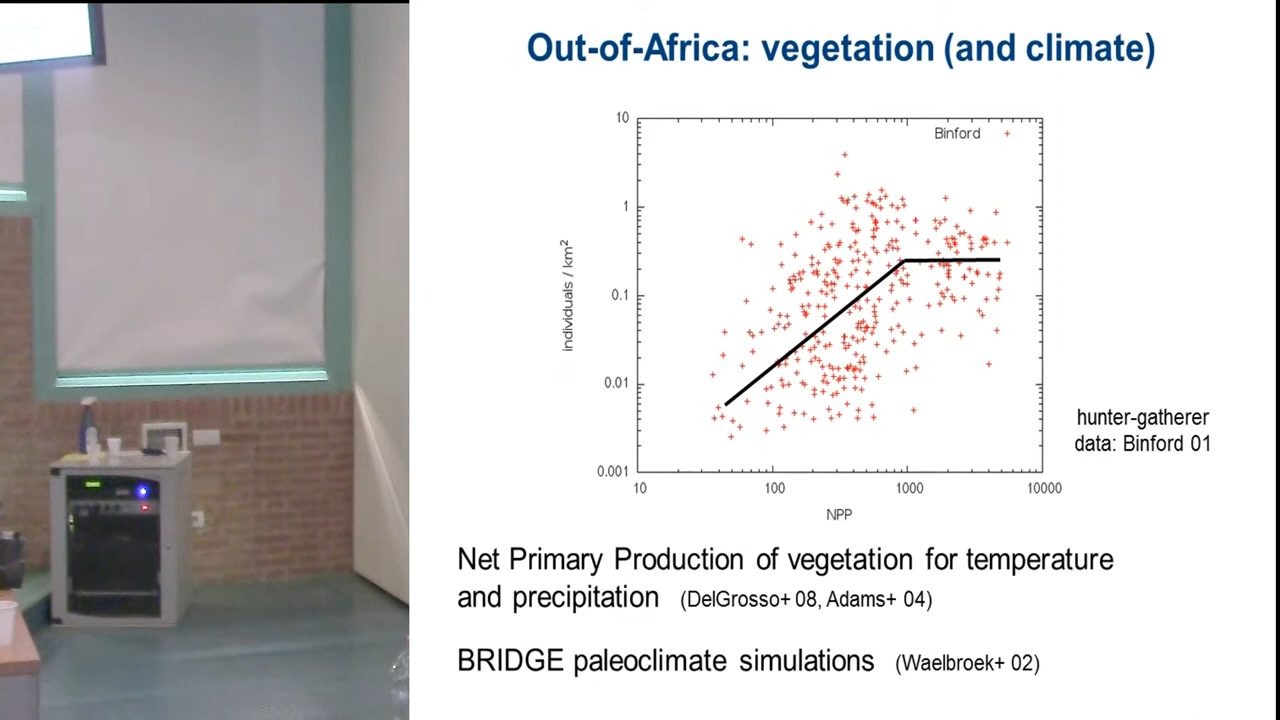 Out-of-Africa: vegetation (and climate)
10
Binford
1
individuals / km²
0.1
0.01
0.001
10
100
1000
10000
NPP
hunter-gatherer
data: Binford 01
Net Primary Production of vegetation for temperature
and precipitation (DelGrosso+ 08, Adams+ 04)
BRIDGE paleoclimate simulations (Waelbroek+ 02)